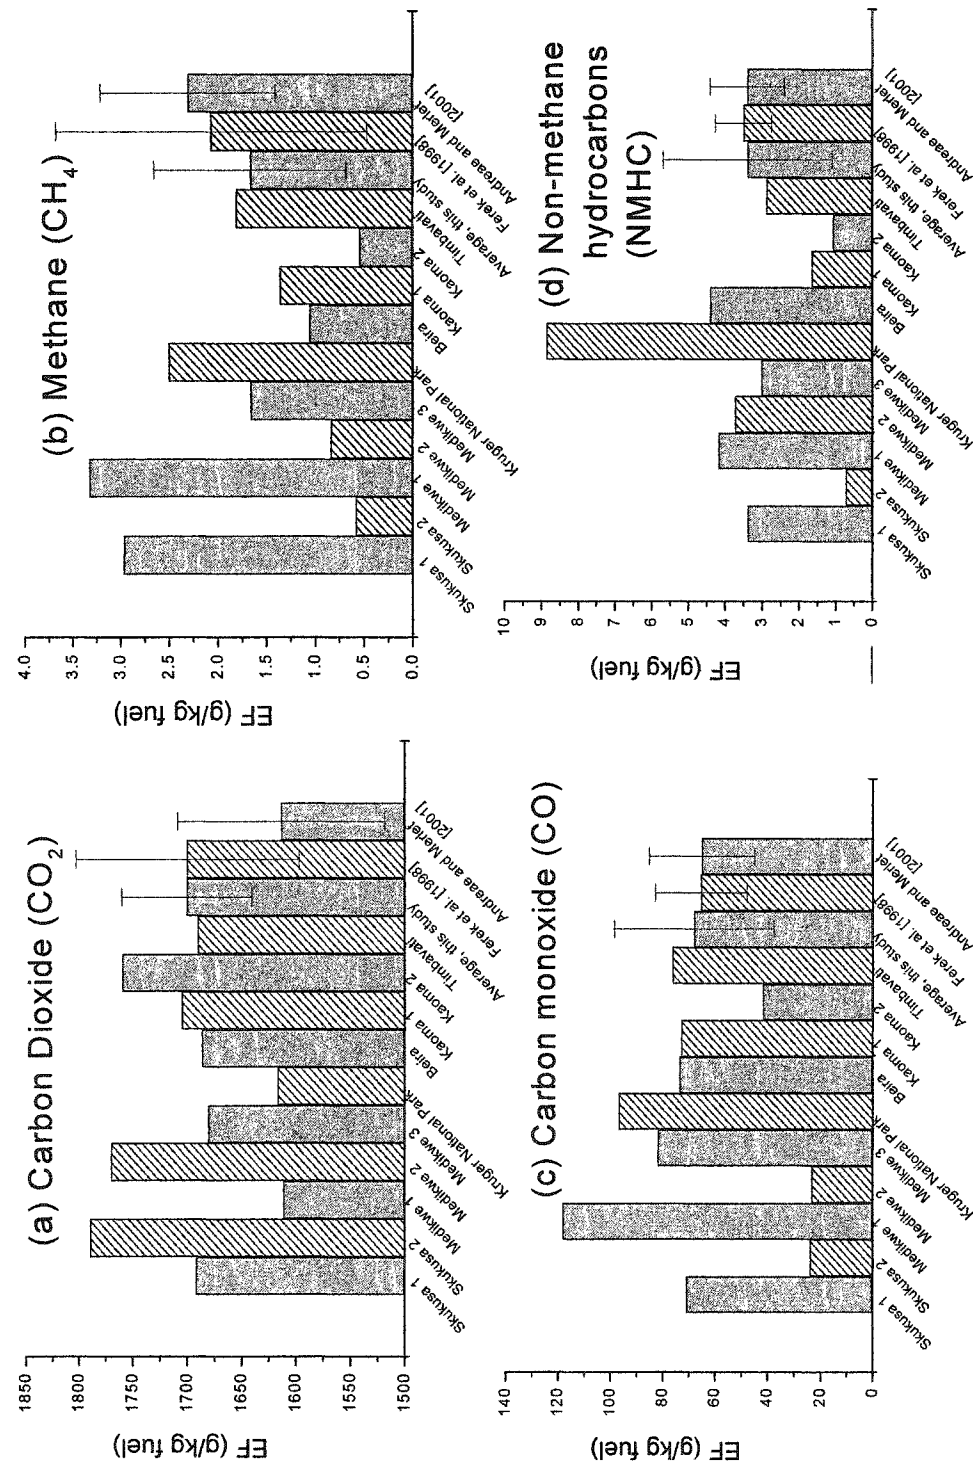 (a) Carbon Dioxide (CO2)
EF (g/kg fuel)
1850
1800
1750
1700
1650
1600
1550
1500
Skukusa 1
Skukusa 2
Medikwe 1
Medikwe 2
Medikwe 3
Kruger National Park
Beira
Kaoma 1
Kaoma 2
Timbavati
Average, this study
Ferek et al. [1998]
Andreae and Merlet
[2001]
(b) Methane (CH4)
EF (g/kg fuel)
4.0
3.5
3.0
2.5
2.0
1.5
1.0
0.5
0.0
Skukusa 1
Skukusa 2
Medikwe 1
Medikwe 2
Medikwe 3
Kruger National Park
Beira
Kaoma 1
Kaoma 2
Timbavati
Average, this study
Ferek et al. [1998]
Andreae and Merlet
[2001]
(c) Carbon monoxide (CO)
EF (g/kg fuel)
140
120
100
80
60
40
20
0
Skukusa 1
Skukusa 2
Medikwe 1
Medikwe 2
Medikwe 3
Kruger National Park
Beira
Kaoma 1
Kaoma 2
Timbavati
Average, this study
Ferek et al. [1998]
Andreae and Merlet
[2001]
(d) Non-methane
hydrocarbons
(NMHC)
EF (g/kg fuel)
10
9
8
7
6
5
4
3
2
1
0
Skukusa 1
Skukusa 2
Medikwe 1
Medikwe 2
Medikwe 3
Kruger National Park
Beira
Kaoma 1
Kaoma 2
Timbavati
Average, this study
Ferek et al. [1998]
Andreae and Merlet
[2001]